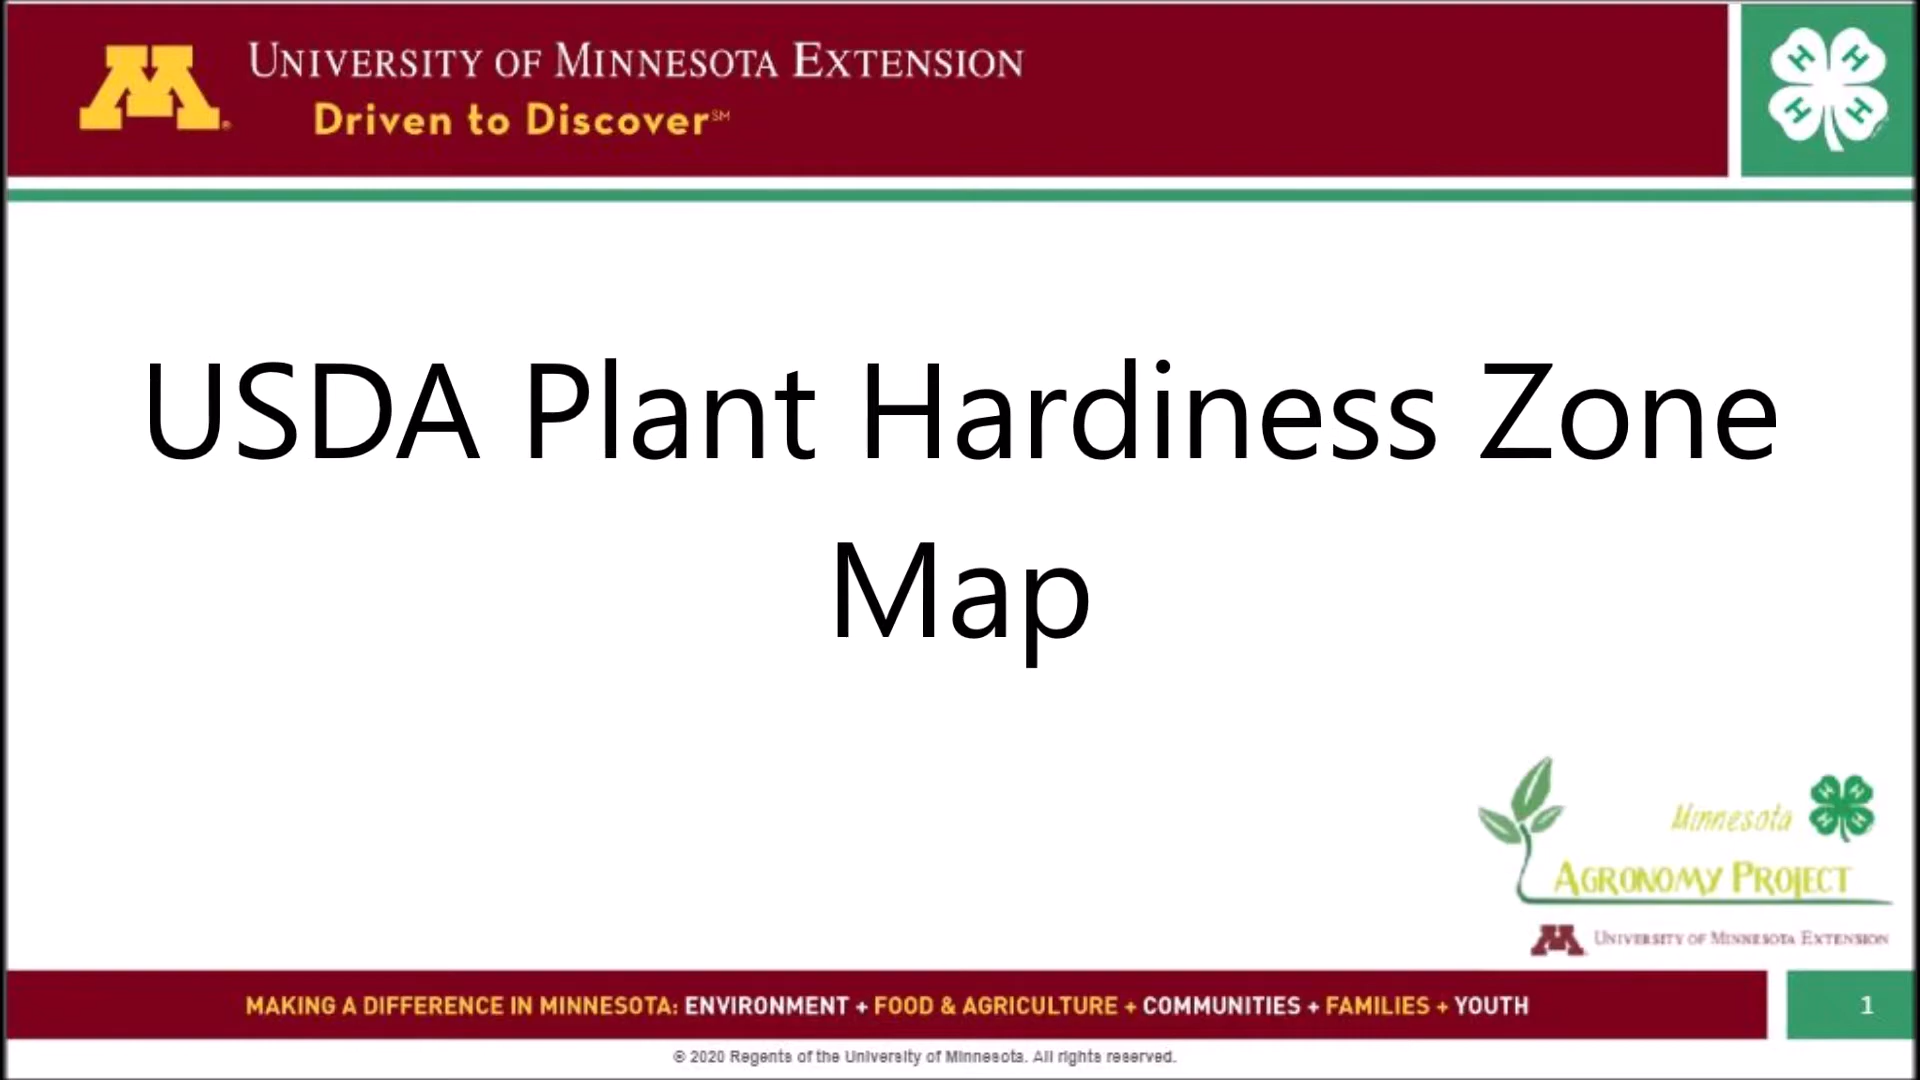 M
UNIVERSITY OF MINNESOTA EXTENSION
Driven to Discover℠
H H
H H
USDA Plant Hardiness Zone
Map
Minnesota
H H
H H
AGRONOMY PROJECT
M UNIVERSITY OF MINNESOTA EXTENSION
MAKING A DIFFERENCE IN MINNESOTA: ENVIRONMENT + FOOD & AGRICULTURE + COMMUNITIES + FAMILIES + YOUTH
1
© 2020 Regents of the University of Minnesota. All rights reserved.